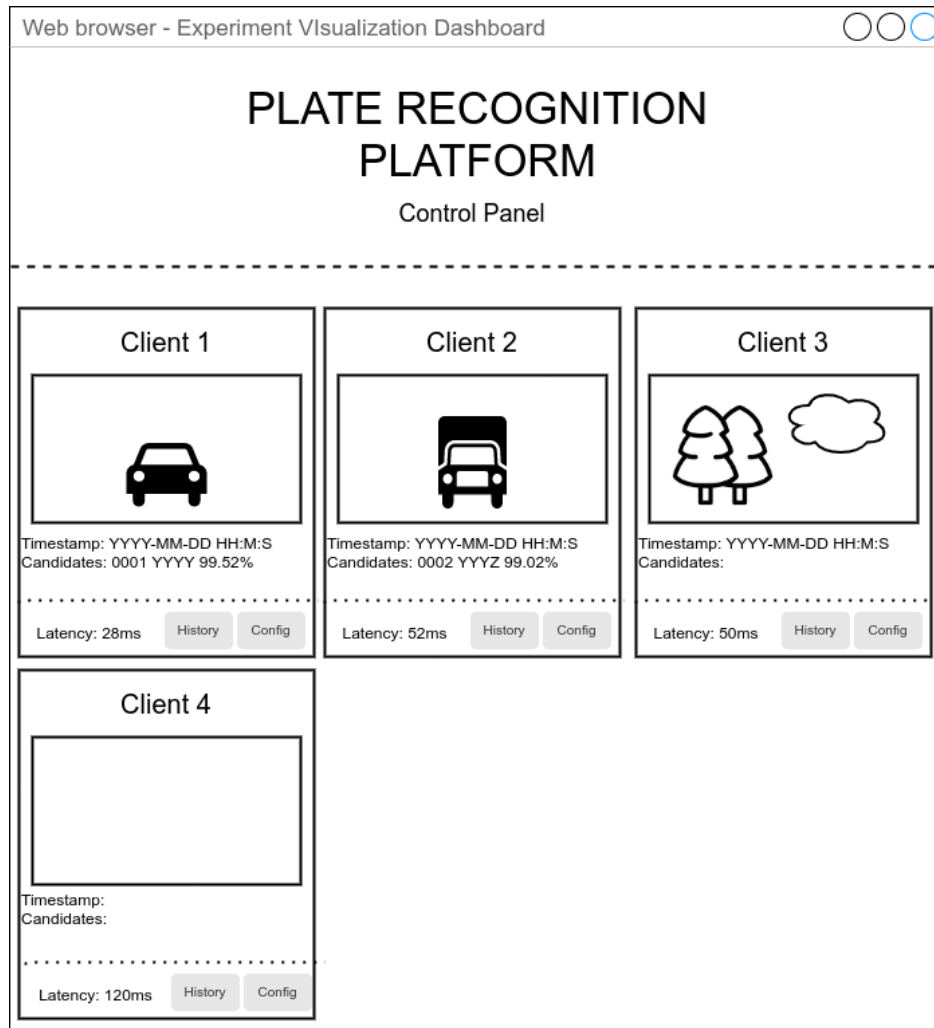 Web browser - Experiment VIsualization Dashboard
PLATE RECOGNITION
PLATFORM
Control Panel
Client 1
Timestamp: YYYY-MM-DD HH:M:S
Candidates: 0001 YYYY 99.52%
Latency: 28ms
History
Config
Client 2
Timestamp: YYYY-MM-DD HH:M:S
Candidates: 0002 YYYZ 99.02%
Latency: 52ms
History
Config
Client 3
Timestamp: YYYY-MM-DD HH:M:S
Candidates:
Latency: 50ms
History
Config
Client 4
Timestamp:
Candidates:
Latency: 120ms
History
Config